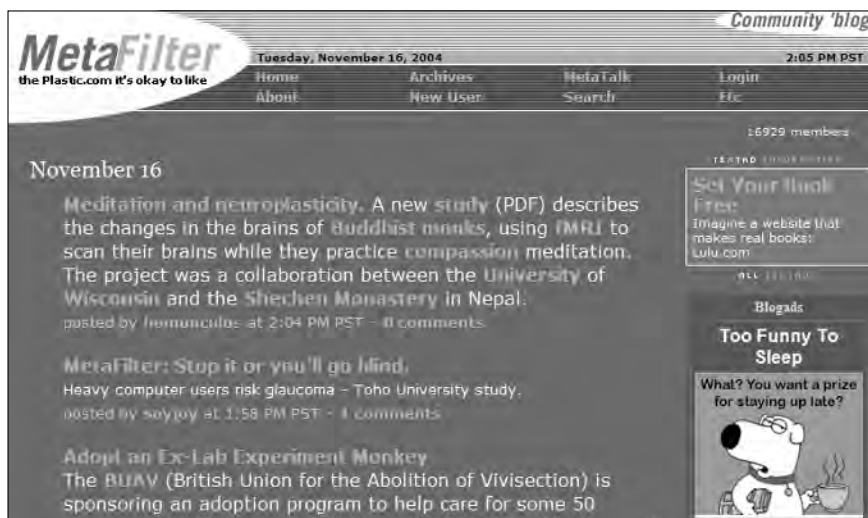 Community 'blog
MetaFilter
the Plastic.com it's okay to like
Tuesday, November 16, 2004
2:05 PM PST
Home Archives MetaTalk Login
About New User Search Etc
16929 members
November 16
Meditation and neuroplasticity. A new study (PDF) describes
the changes in the brains of Buddhist monks, using fMRI to
scan their brains while they practice compassion meditation.
The project was a collaboration between the University of
Wisconsin and the Shechen Monastery in Nepal.
posted by homunculus at 2:04 PM PST - 0 comments
MetaFilter: Stop it or you'll go blind.
Heavy computer users risk glaucoma - Toho University study.
posted by soyjoy at 1:58 PM PST - 1 comments
Adopt an Ex-Lab Experiment Monkey
The BUAV (British Union for the Abolition of Vivisection) is
sponsoring an adoption program to help care for some 50
Set Your Book
Free
Imagine a website that
makes real books:
Lulu.com
Blogads
Too Funny To
Sleep
What? You want a prize
for staying up late?